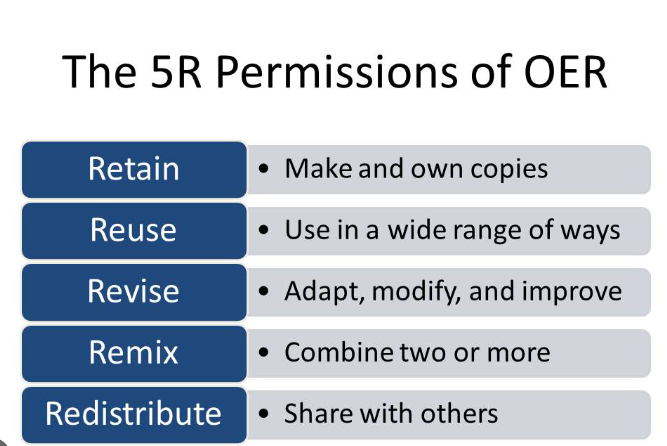 The 5R Permissions of OER
Retain
• Make and own copies
Reuse
• Use in a wide range of ways
Revise
• Adapt, modify, and improve
Remix
• Combine two or more
Redistribute
• Share with others